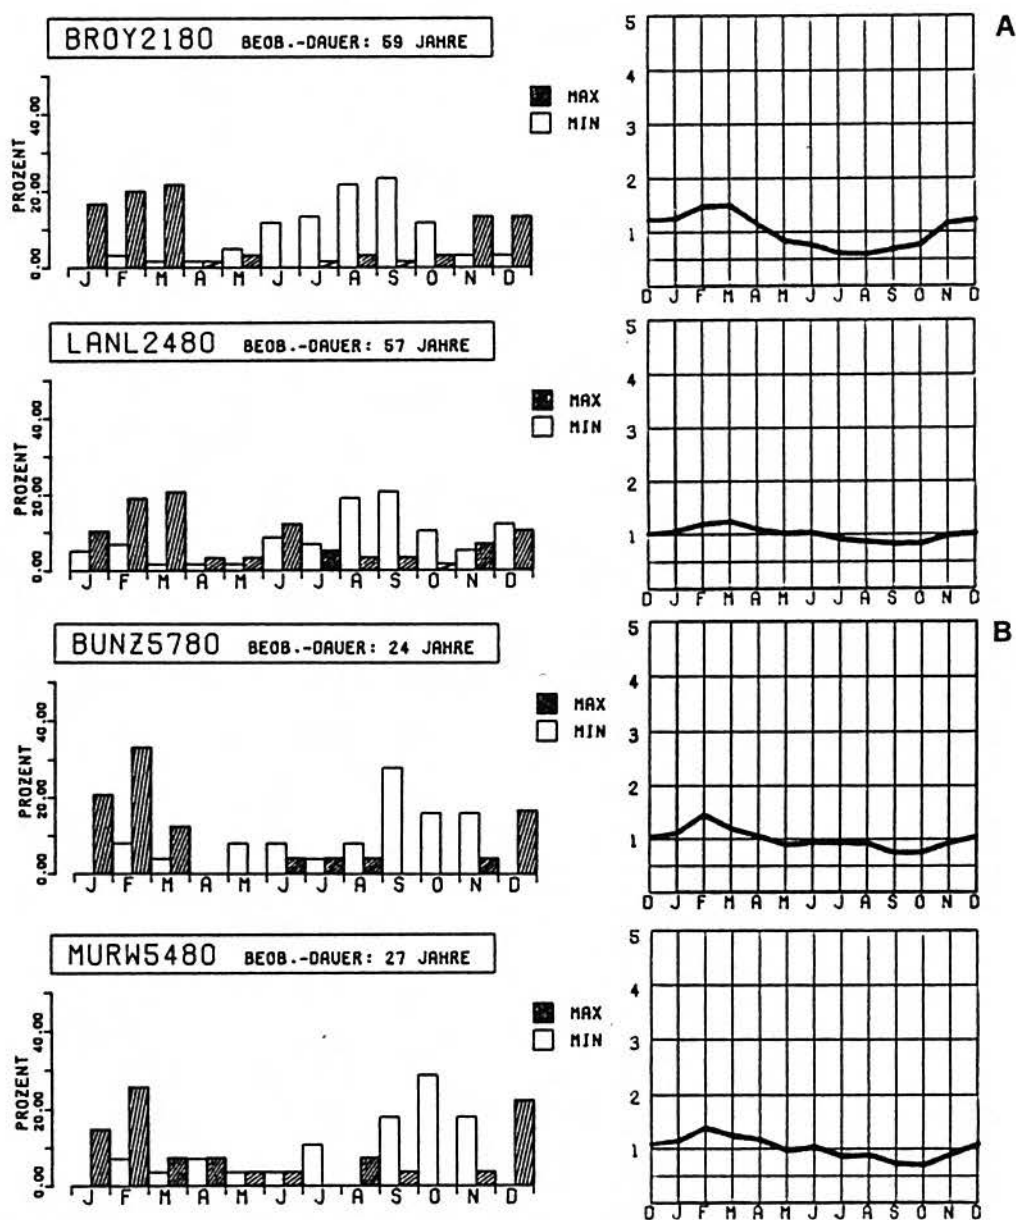 BROY2180 BEOB.-DAUER: 59 JAHRE
A
PROZENT
0.00 20.00 40.00
MAX
MIN
J F M A M J J A S O N D
5
4
3
2
1
D J F M A M J J A S O N D
LANL2480 BEOB.-DAUER: 57 JAHRE
PROZENT
0.00 20.00 40.00
MAX
MIN
J F M A M J J A S O N D
5
4
3
2
1
D J F M A M J J A S O N D
BUNZ5780 BEOB.-DAUER: 24 JAHRE
B
PROZENT
0.00 20.00 40.00
MAX
MIN
J F M A M J J A S O N D
5
4
3
2
1
D J F M A M J J A S O N D
MURW5480 BEOB.-DAUER: 27 JAHRE
PROZENT
0.00 20.00 40.00
MAX
MIN
J F M A M J J A S O N D
5
4
3
2
1
D J F M A M J J A S O N D